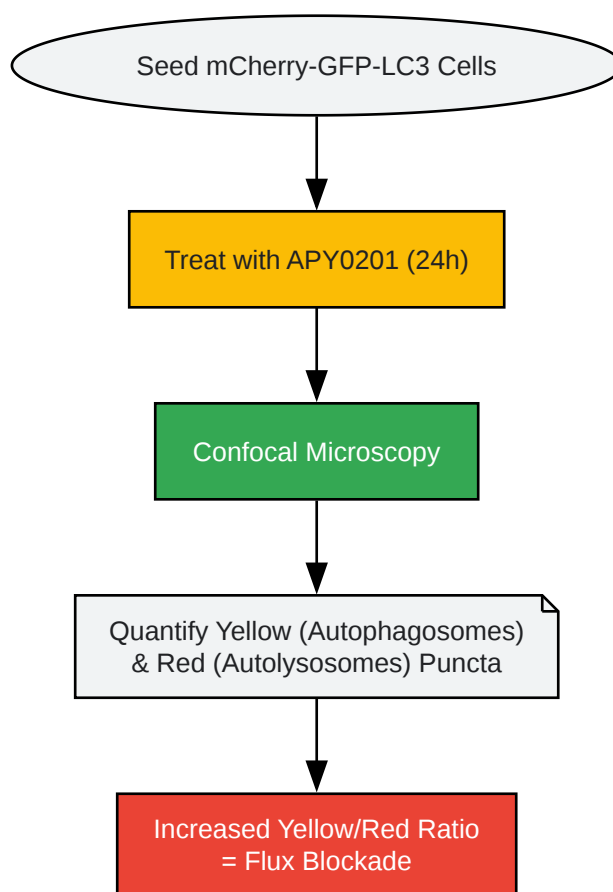 Seed mCherry-GFP-LC3 Cells
Treat with APY0201 (24h)
Confocal Microscopy
Quantify Yellow (Autophagosomes)
& Red (Autolysosomes) Puncta
Increased Yellow/Red Ratio
= Flux Blockade